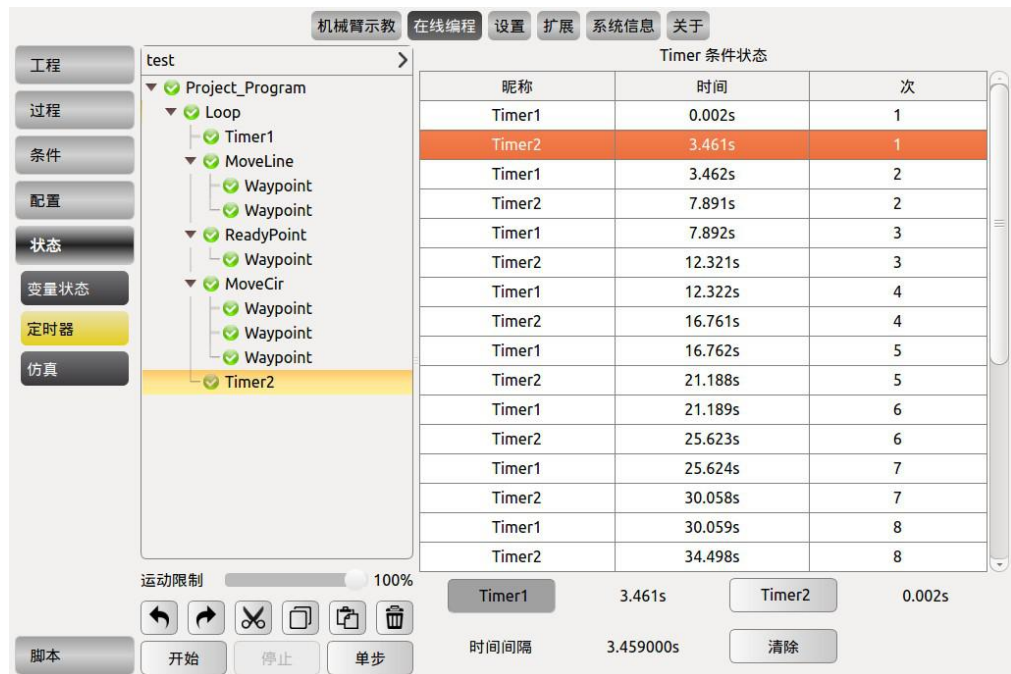 机械臂示教 在线编程 设置 扩展 系统信息 关于
工程
过程
条件
配置
状态
变量状态
定时器
仿真
脚本
test
Project_Program
Loop
Timer1
MoveLine
Waypoint
Waypoint
ReadyPoint
Waypoint
MoveCir
Waypoint
Waypoint
Waypoint
Timer2
运动限制 100%
开始 停止 单步
Timer 条件状态
昵称 时间 次
Timer1 0.002s 1
Timer2 3.461s 1
Timer1 3.462s 2
Timer2 7.891s 2
Timer1 7.892s 3
Timer2 12.321s 3
Timer1 12.322s 4
Timer2 16.761s 4
Timer1 16.762s 5
Timer2 21.188s 5
Timer1 21.189s 6
Timer2 25.623s 6
Timer1 25.624s 7
Timer2 30.058s 7
Timer1 30.059s 8
Timer2 34.498s 8
Timer1 3.461s Timer2 0.002s
时间间隔 3.459000s 清除